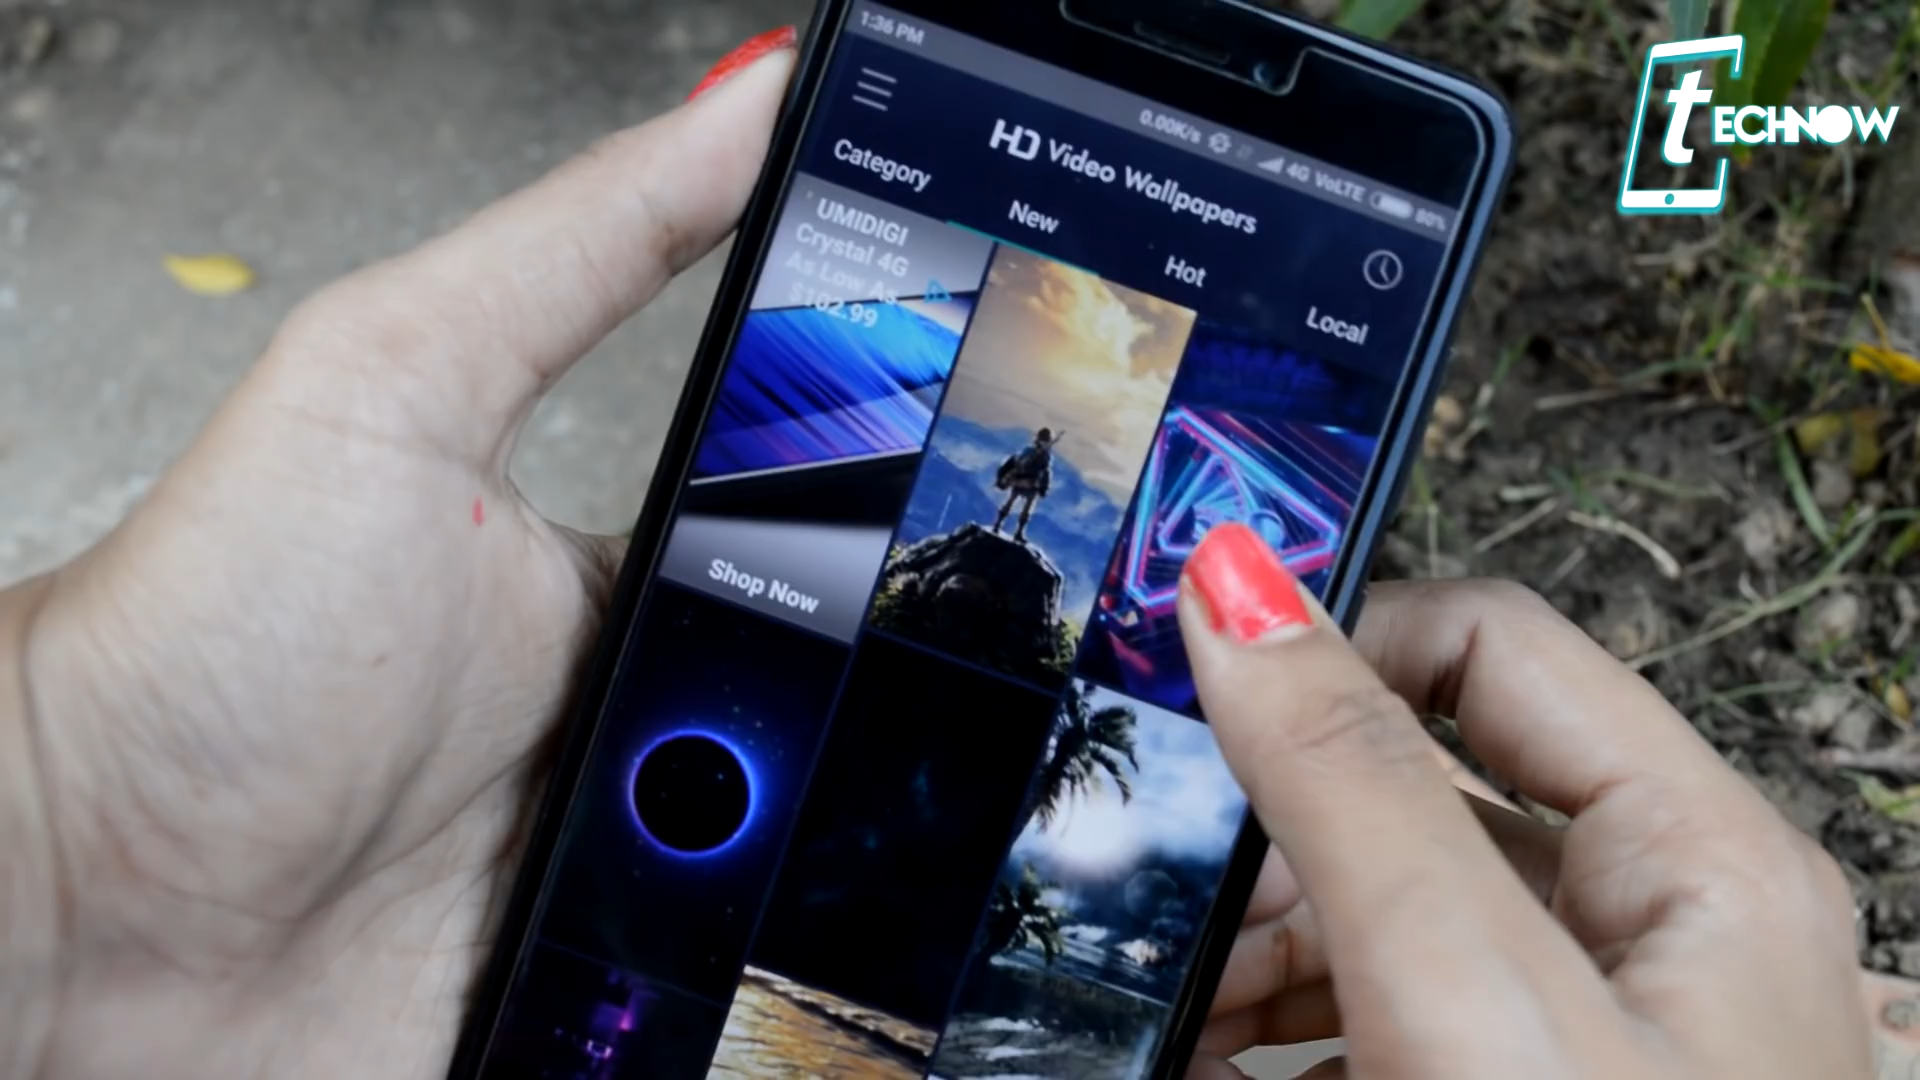 1:36 PM
0.00K/s
4G VoLTE
80%
HD Video Wallpapers
Category
New
Hot
Local
UMIDIGI
Crystal 4G
As Low As
$102.99
Shop Now
tECHNOW